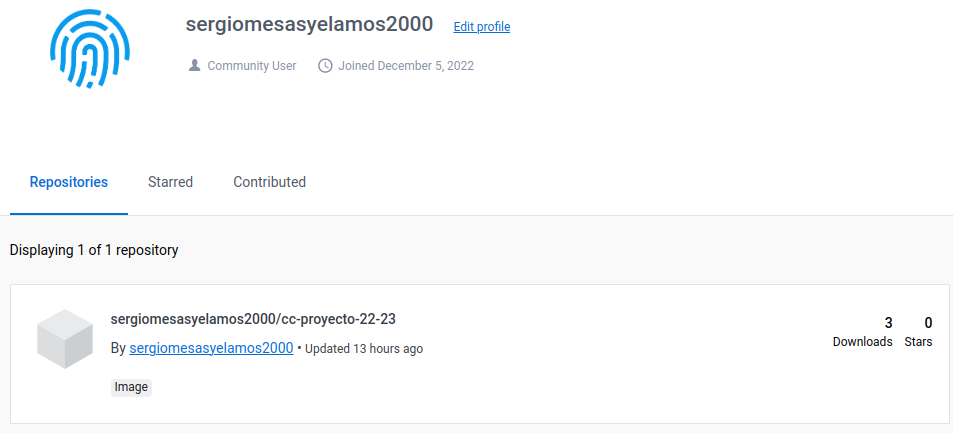 sergiomesasyelamos2000 Edit profile
Community User Joined December 5, 2022
Repositories Starred Contributed
Displaying 1 of 1 repository
sergiomesasyelamos2000/cc-proyecto-22-23
By sergiomesasyelamos2000 • Updated 13 hours ago
Image
3 0
Downloads Stars